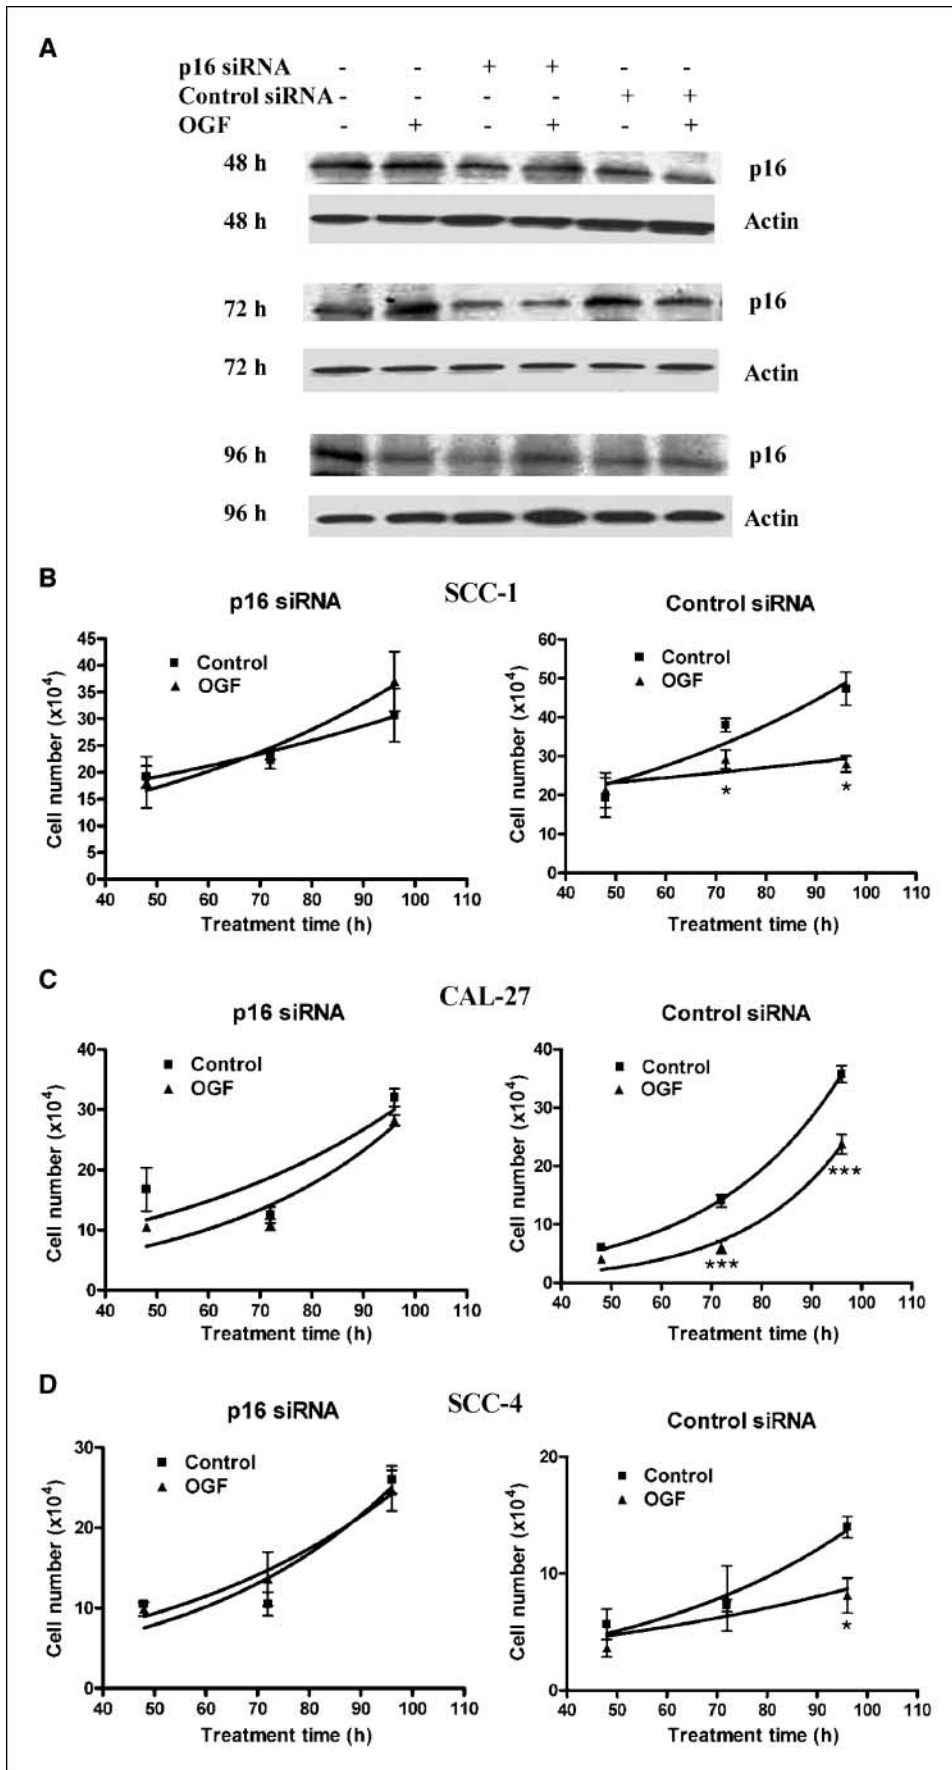 A
p16 siRNA - - + + - -
Control siRNA - - - - + +
OGF - + - + - +
48 h p16
48 h Actin
72 h p16
72 h Actin
96 h p16
96 h Actin
B
SCC-1
p16 siRNA
Control siRNA
Control
OGF
Cell number (x10⁴)
45
40
35
30
25
20
15
10
5
0
40 50 60 70 80 90 100 110
Treatment time (h)
Control
OGF
Cell number (x10⁴)
60
50
40
30
20
10
0
* *
40 50 60 70 80 90 100 110
Treatment time (h)
C
CAL-27
p16 siRNA
Control siRNA
Control
OGF
Cell number (x10⁴)
40
30
20
10
0
40 50 60 70 80 90 100 110
Treatment time (h)
Control
OGF
Cell number (x10⁴)
40
30
20
10
0
*** ***
40 50 60 70 80 90 100 110
Treatment time (h)
D
SCC-4
p16 siRNA
Control siRNA
Control
OGF
Cell number (x10⁴)
30
20
10
0
40 50 60 70 80 90 100 110
Treatment time (h)
Control
OGF
Cell number (x10⁴)
20
10
0
*
40 50 60 70 80 90 100 110
Treatment time (h)